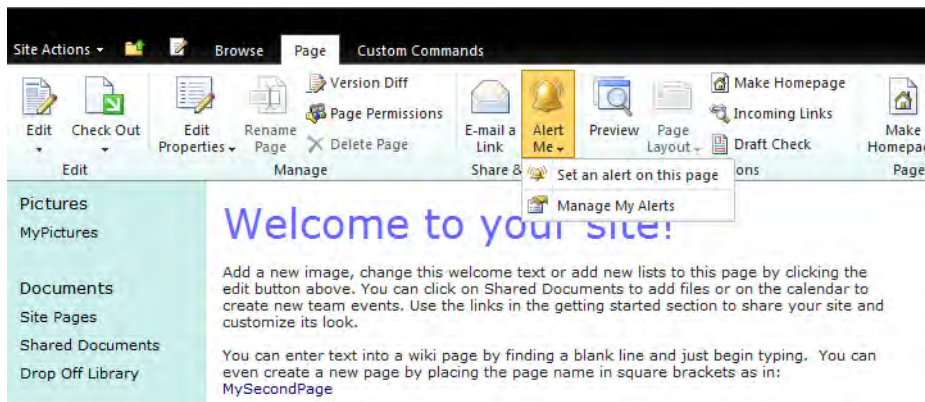 Site Actions Browse Page Custom Commands
Version Diff Make Homepage
Page Permissions Incoming Links
Edit Check Out Edit Properties Rename Page Delete Page E-mail a Link Alert Me Preview Page Layout Draft Check Make
Edit Manage Share & Page
Set an alert on this page
Manage My Alerts
Pictures
MyPictures
Documents
Site Pages
Shared Documents
Drop Off Library
Welcome to your site!
Add a new image, change this welcome text or add new lists to this page by clicking the
edit button above. You can click on Shared Documents to add files or on the calendar to
create new team events. Use the links in the getting started section to share your site and
customize its look.
You can enter text into a wiki page by finding a blank line and just begin typing. You can
even create a new page by placing the page name in square brackets as in:
MySecondPage